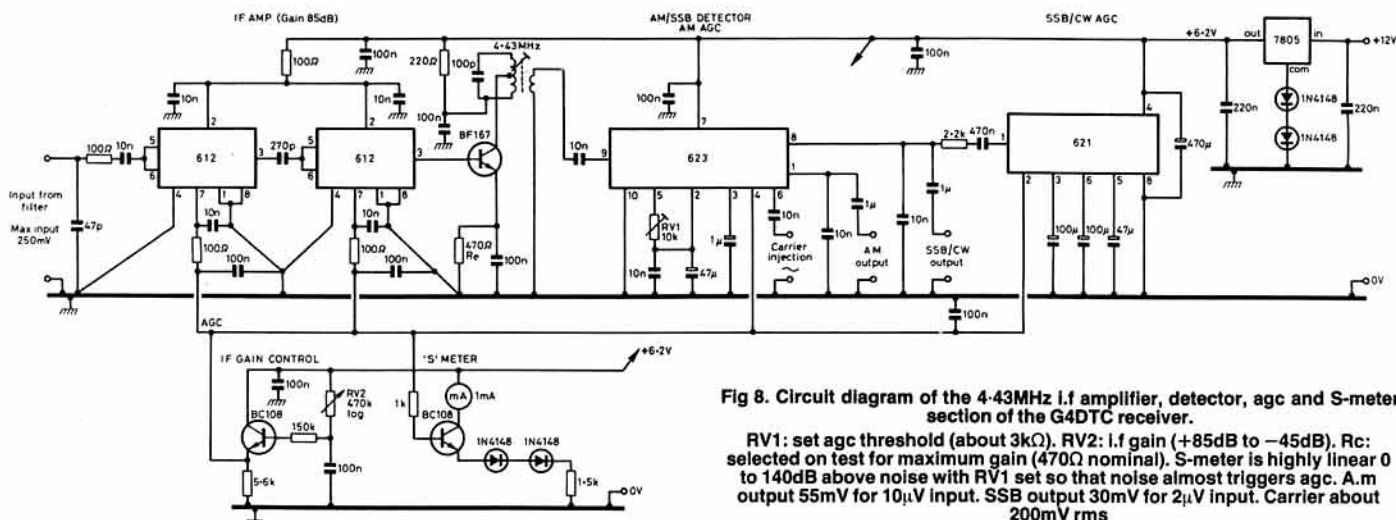 IF AMP (Gain 85dB)
AM/SSB DETECTOR
AM AGC
SSB/CW AGC
4·43MHz
100Ω
100n
220Ω
100p
100n
100n
+6·2V
out
7805
in
+12V
com
10n
10n
100n
100n
220n
1N4148
1N4148
220n
BF167
100Ω
10n
5
6
2
612
3
4
7
1
8
270p
5
6
2
612
3
4
7
1
8
10n
9
7
623
8
1
10
5
3
4
6
2·2k
470n
1
4
621
2
3
6
5
8
470µ
Input from
filter
Max input
250mV
47p
10n
100Ω
100n
10n
100Ω
100n
470Ω
Re
100n
RV1
10k
10n
47µ
1µ
10n
Carrier
injection
~
10n
1µ
AM
output
10n
1µ
SSB/CW
output
100µ
100µ
47µ
0V
100n
AGC
IF GAIN CONTROL
'S' METER
+6·2V
100n
RV2
470k
log
BC108
150k
5·6k
100n
1k
mA
1mA
BC108
1N4148
1N4148
1·5k
0V
Fig 8. Circuit diagram of the 4·43MHz i.f amplifier, detector, agc and S-meter
section of the G4DTC receiver.
RV1: set agc threshold (about 3kΩ). RV2: i.f gain (+85dB to −45dB). Rc:
selected on test for maximum gain (470Ω nominal). S-meter is highly linear 0
to 140dB above noise with RV1 set so that noise almost triggers agc. A.m
output 55mV for 10µV input. SSB output 30mV for 2µV input. Carrier about
200mV rms